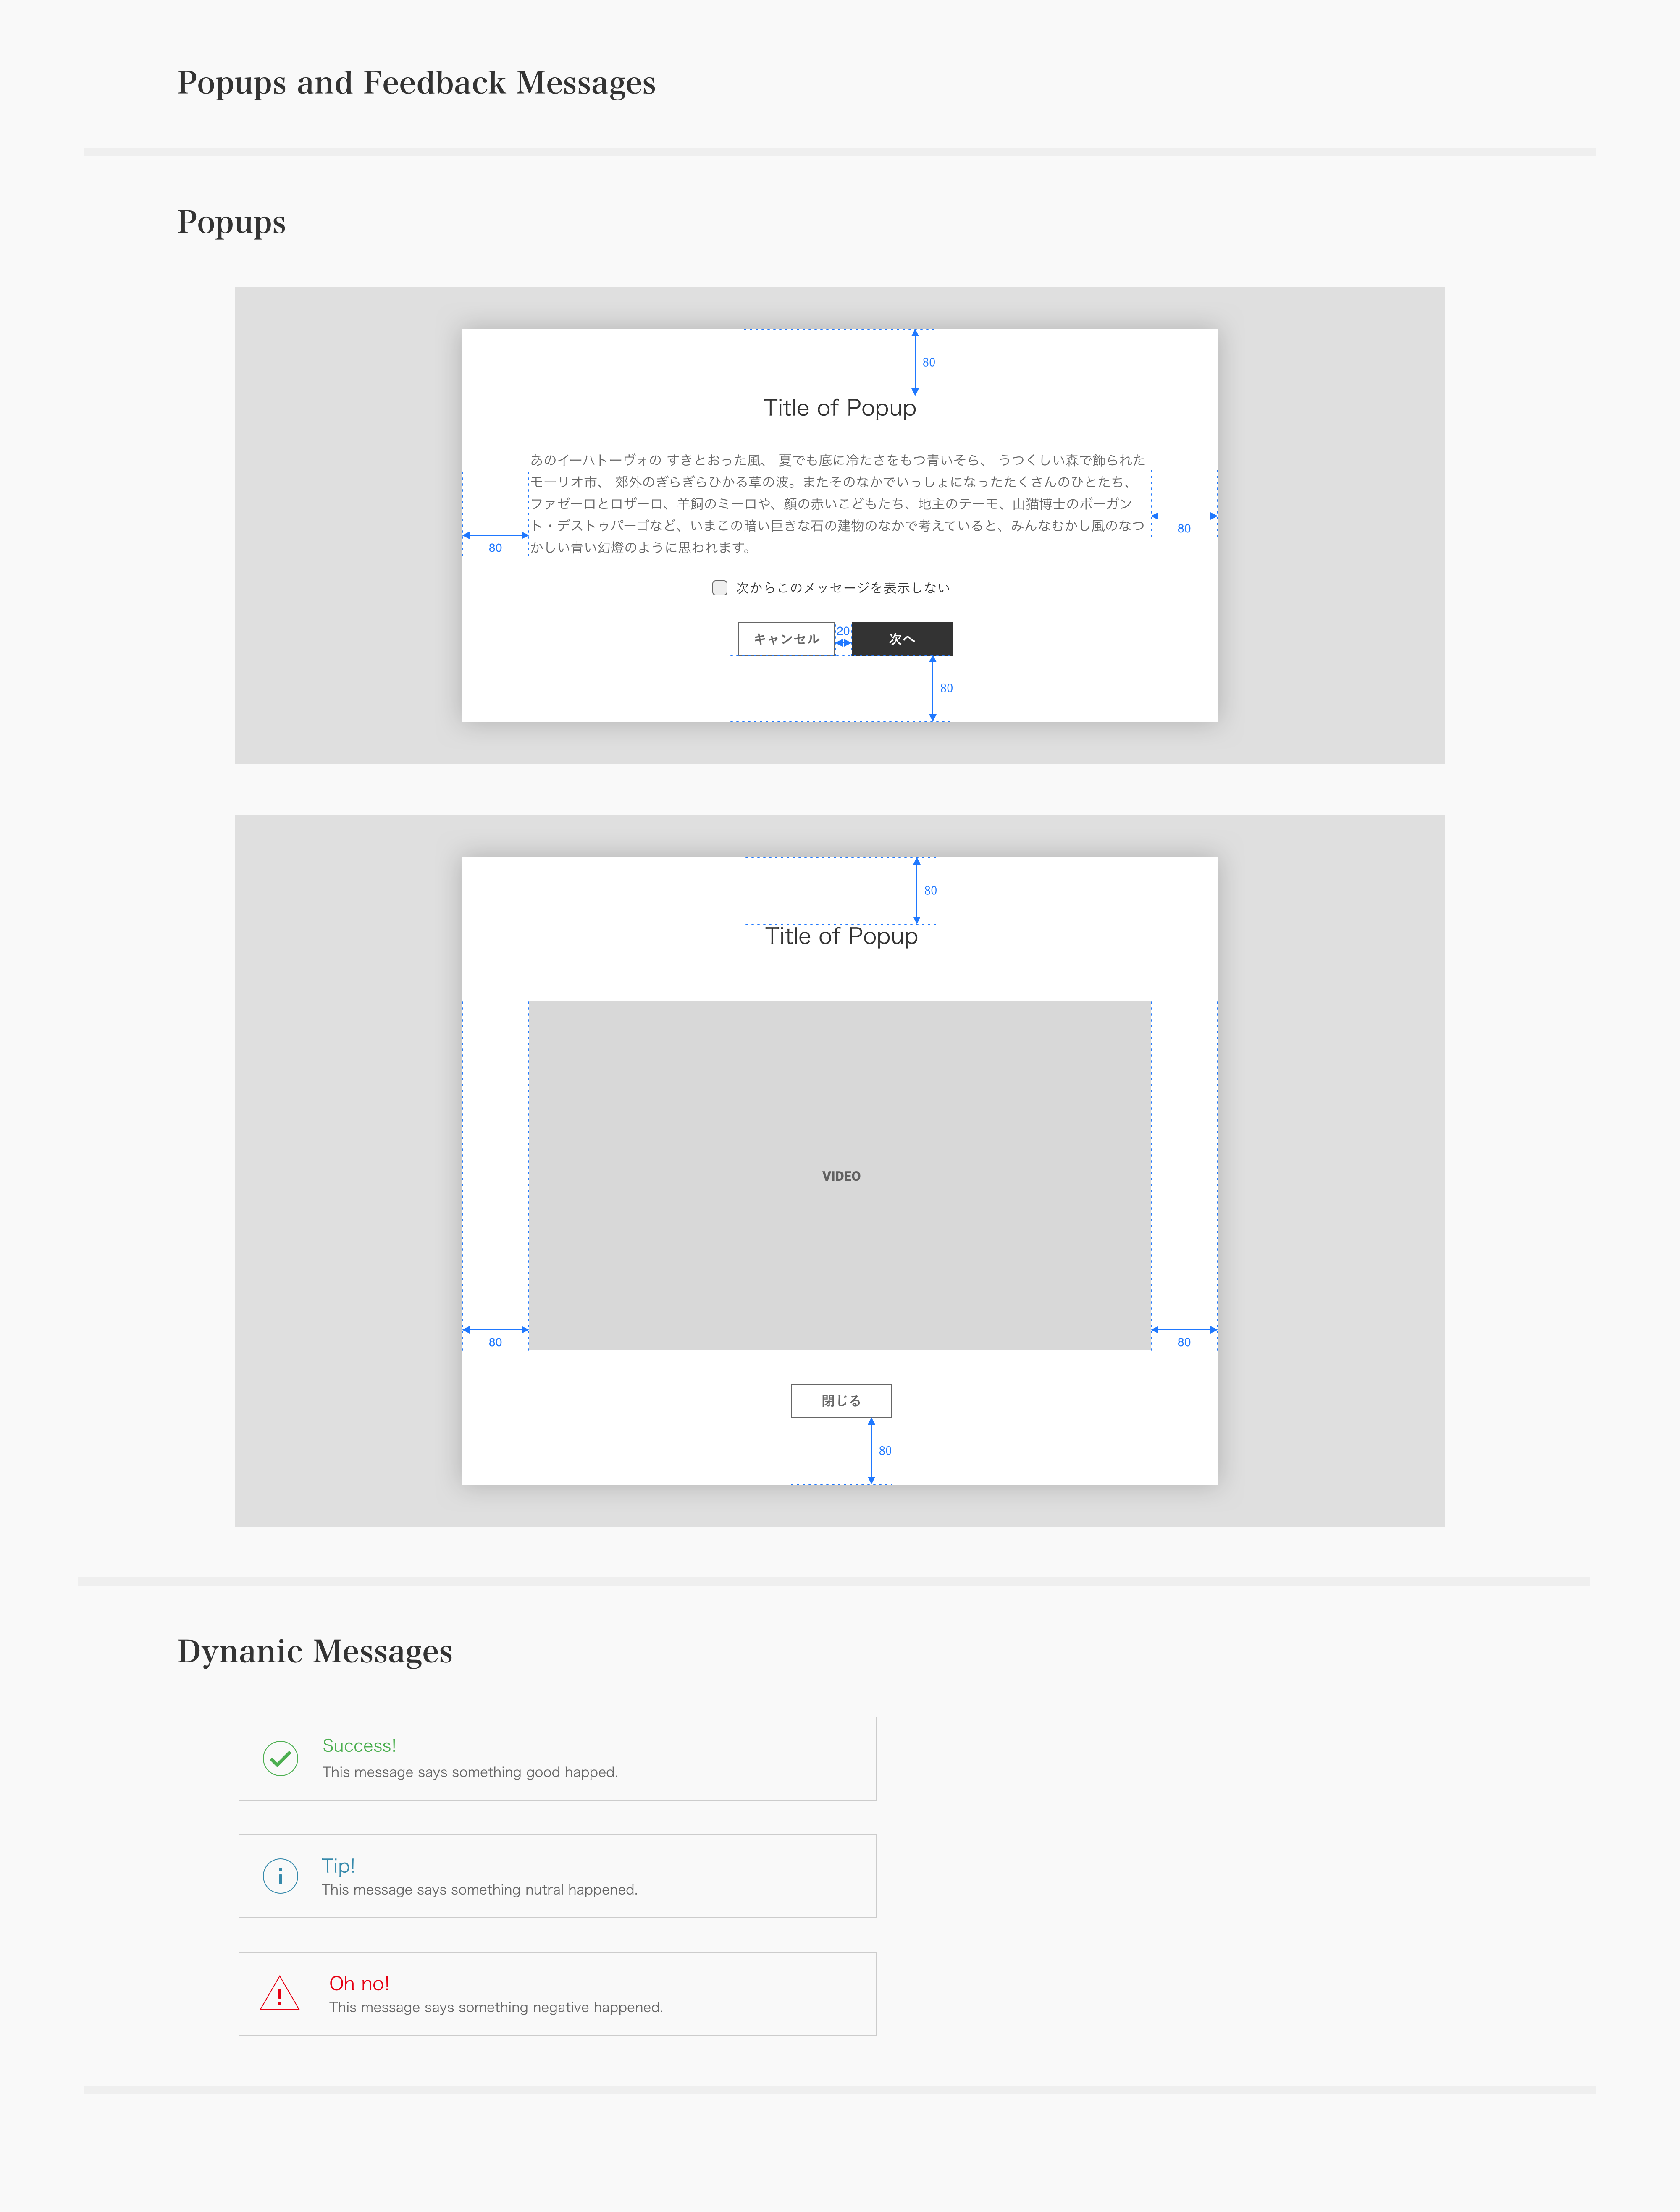 Popups and Feedback Messages
Popups
80
Title of Popup
あのイーハトーヴォの すきとおった風、 夏でも底に冷たさをもつ青いそら、 うつくしい森で飾られた
モーリオ市、 郊外のぎらぎらひかる草の波。またそのなかでいっしょになったたくさんのひとたち、
ファゼーロとロザーロ、羊飼のミーロや、顔の赤いこどもたち、地主のテーモ、山猫博士のボーガン
ト・デストゥパーゴなど、いまこの暗い巨きな石の建物のなかで考えていると、みんなむかし風のなつ
かしい青い幻燈のように思われます。
80
80
次からこのメッセージを表示しない
キャンセル
20
次へ
80
80
Title of Popup
VIDEO
80
80
閉じる
80
Dynanic Messages
Success!
This message says something good happed.
Tip!
This message says something nutral happened.
Oh no!
This message says something negative happened.